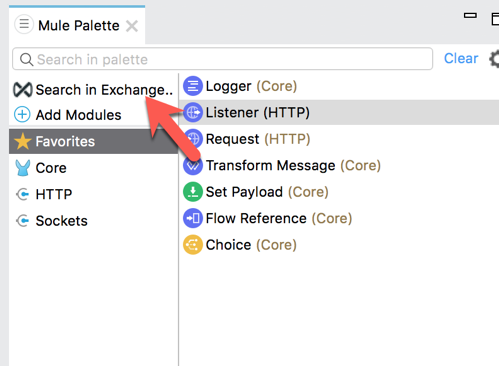 Mule Palette
Search in palette
Clear
Search in Exchange..
Add Modules
Favorites
Core
HTTP
Sockets
Logger (Core)
Listener (HTTP)
Request (HTTP)
Transform Message (Core)
Set Payload (Core)
Flow Reference (Core)
Choice (Core)